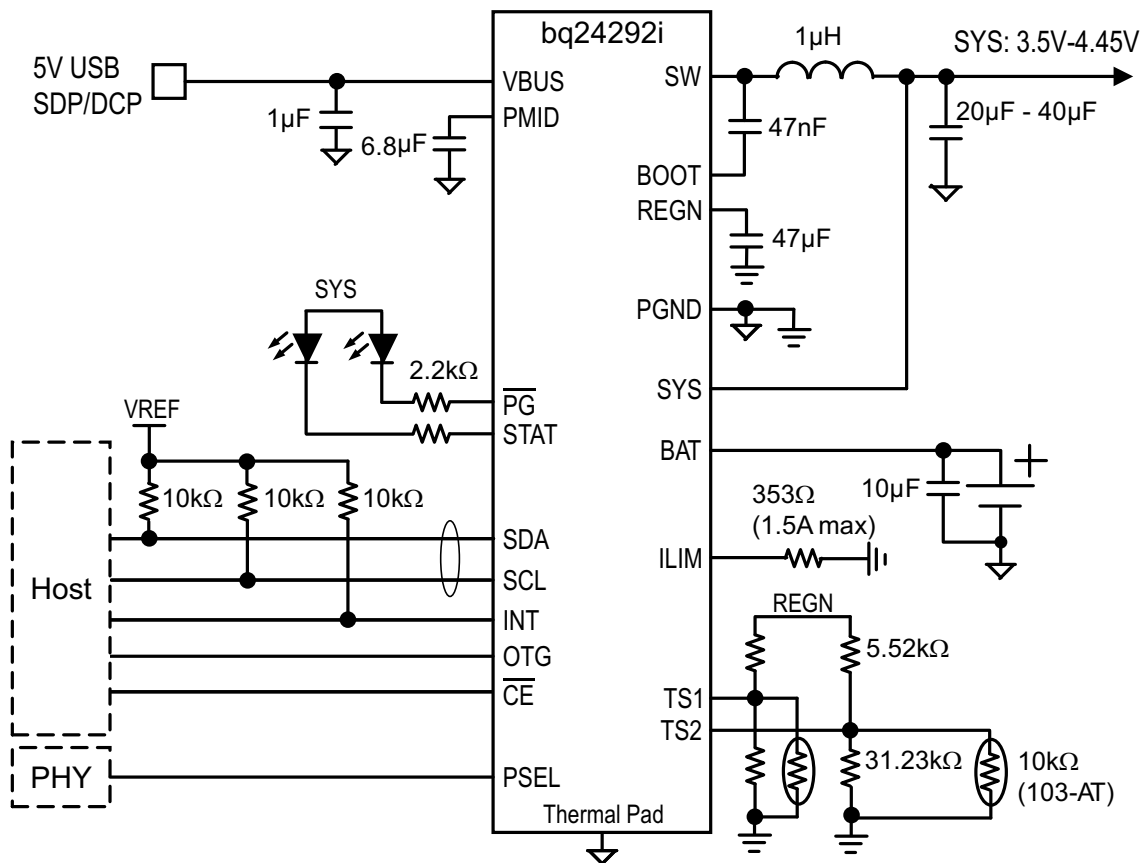 bq24292i
5V USB
SDP/DCP
1µF
VBUS
PMID
6.8µF
SW
1µH
SYS: 3.5V-4.45V
20µF - 40µF
47nF
BOOT
REGN
47µF
PGND
SYS
SYS
2.2kΩ
PG
STAT
VREF
BAT
10µF
+
10kΩ
10kΩ
10kΩ
353Ω
(1.5A max)
ILIM
Host
SDA
SCL
INT
OTG
CE
REGN
5.52kΩ
TS1
TS2
31.23kΩ
10kΩ
(103-AT)
PHY
PSEL
Thermal Pad